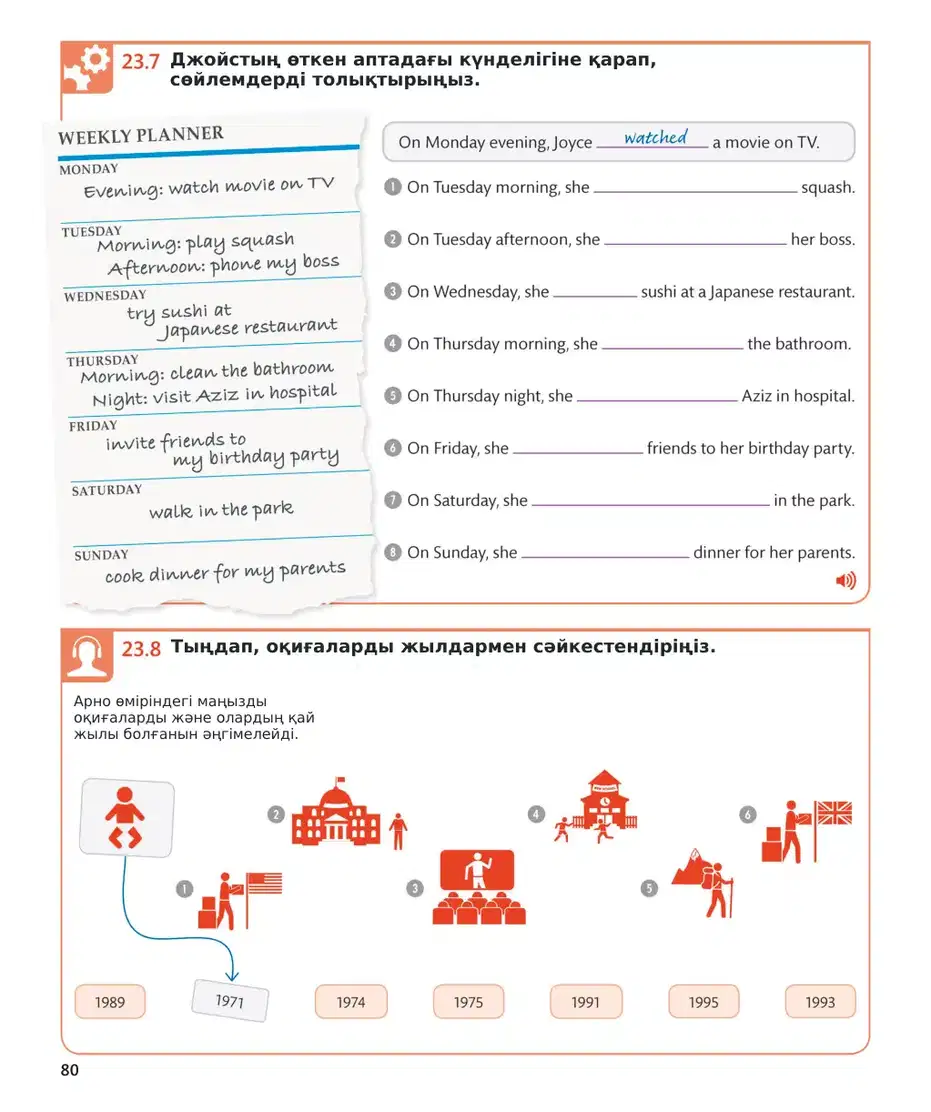 23.7 Джойстың өткен аптадағы күнделігіне қарап,
сөйлемдерді толықтырыңыз.
WEEKLY PLANNER
MONDAY
Evening: watch movie on TV
TUESDAY
Morning: play squash
Afternoon: phone my boss
WEDNESDAY
try sushi at
Japanese restaurant
THURSDAY
Morning: clean the bathroom
Night: visit Aziz in hospital
FRIDAY
invite friends to
my birthday party
SATURDAY
walk in the park
SUNDAY
cook dinner for my parents
On Monday evening, Joyce watched a movie on TV.
1 On Tuesday morning, she ____ squash.
2 On Tuesday afternoon, she ____ her boss.
3 On Wednesday, she ____ sushi at a Japanese restaurant.
4 On Thursday morning, she ____ the bathroom.
5 On Thursday night, she ____ Aziz in hospital.
6 On Friday, she ____ friends to her birthday party.
7 On Saturday, she ____ in the park.
8 On Sunday, she ____ dinner for her parents.
23.8 Тыңдап, оқиғаларды жылдармен сәйкестендіріңіз.
Арно өміріндегі маңызды
оқиғаларды және олардың қай
жылы болғанын әңгімелейді.
2
4
6
1
3
5
1989 1971 1974 1975 1991 1995 1993
80